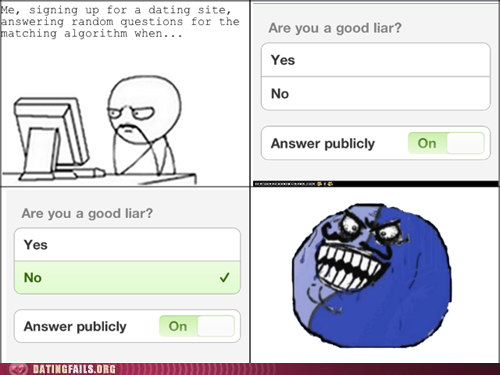 Me, signing up for a dating site,
answering random questions for the
matching algorithm when...
Are you a good liar?
Yes
No
Answer publicly On
Are you a good liar?
Yes
No ✓
Answer publicly On
DATINGFAILS.ORG